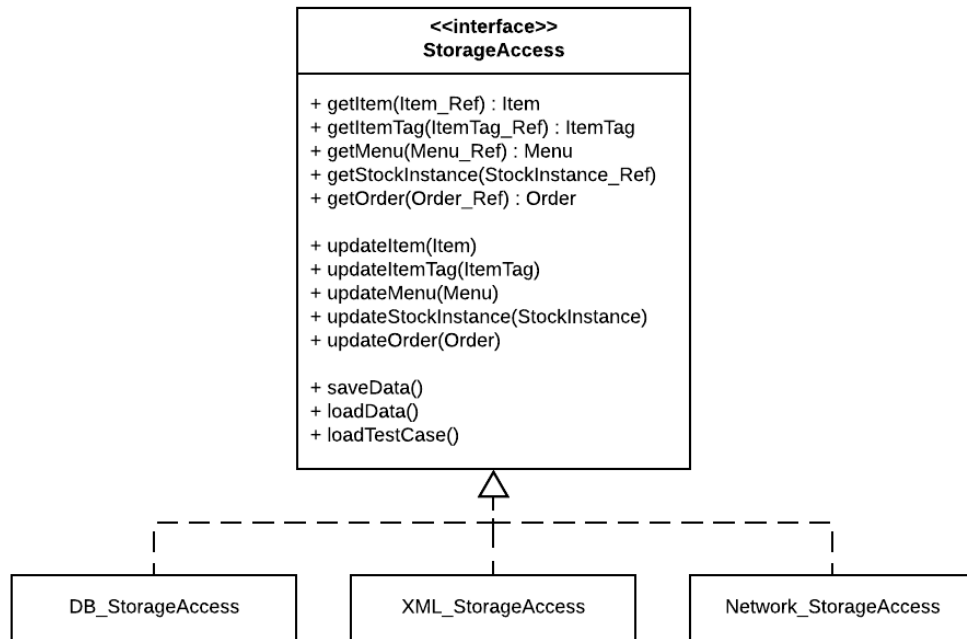 <<interface>>
StorageAccess
+ getItem(Item_Ref) : Item
+ getItemTag(ItemTag_Ref) : ItemTag
+ getMenu(Menu_Ref) : Menu
+ getStockInstance(StockInstance_Ref)
+ getOrder(Order_Ref) : Order
+ updateItem(Item)
+ updateItemTag(ItemTag)
+ updateMenu(Menu)
+ updateStockInstance(StockInstance)
+ updateOrder(Order)
+ saveData()
+ loadData()
+ loadTestCase()
DB_StorageAccess
XML_StorageAccess
Network_StorageAccess